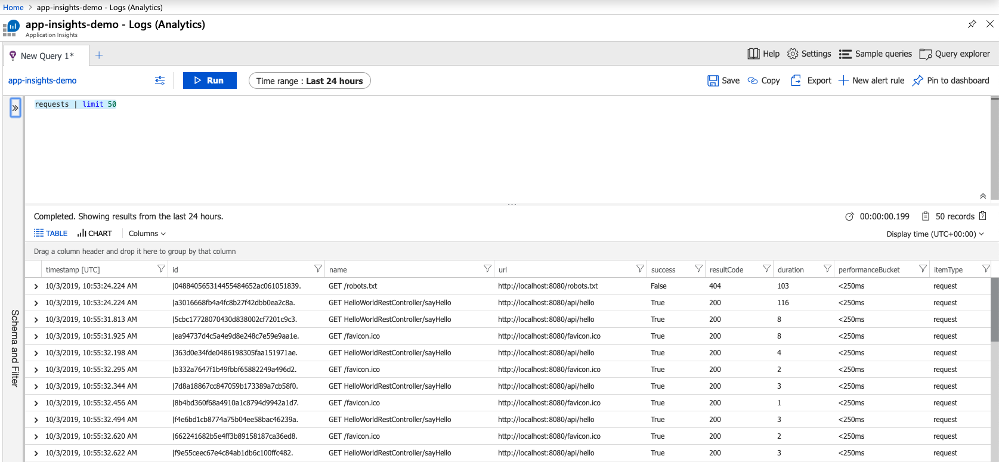 Home > app-insights-demo - Logs (Analytics)
app-insights-demo - Logs (Analytics)
Application Insights
New Query 1*
Help Settings Sample queries Query explorer
app-insights-demo Run Time range : Last 24 hours Save Copy Export New alert rule Pin to dashboard
requests | limit 50
Completed. Showing results from the last 24 hours. 00:00:00.199 50 records
TABLE CHART Columns Display time (UTC+00:00)
Drag a column header and drop it here to group by that column
timestamp [UTC] id name url success resultCode duration performanceBucket itemType
10/3/2019, 10:53:24.224 AM |048840565314455484652ac061051839. GET /robots.txt http://localhost:8080/robots.txt False 404 103 <250ms request
10/3/2019, 10:53:24.224 AM |a3016668fb4a4fc8b27f42dbb0ea2c8a. GET HelloWorldRestController/sayHello http://localhost:8080/api/hello True 200 116 <250ms request
10/3/2019, 10:55:31.813 AM |5cbc17728070430d838002cf7201c9c3. GET HelloWorldRestController/sayHello http://localhost:8080/api/hello True 200 8 <250ms request
10/3/2019, 10:55:31.925 AM |ea94737d4c5a4e9d8e248c7e59e9aa1e. GET /favicon.ico http://localhost:8080/favicon.ico True 200 8 <250ms request
10/3/2019, 10:55:32.198 AM |363d0e34fde0486198305faa151971ae. GET HelloWorldRestController/sayHello http://localhost:8080/api/hello True 200 4 <250ms request
10/3/2019, 10:55:32.295 AM |b332a7647f1b49fbbf65882249a496d2. GET /favicon.ico http://localhost:8080/favicon.ico True 200 2 <250ms request
10/3/2019, 10:55:32.344 AM |7d8a18867cc847059b173389a7cb58f0. GET HelloWorldRestController/sayHello http://localhost:8080/api/hello True 200 3 <250ms request
10/3/2019, 10:55:32.456 AM |8b4bd360f68a4910a1c8794d9942a1d7. GET /favicon.ico http://localhost:8080/favicon.ico True 200 1 <250ms request
10/3/2019, 10:55:32.494 AM |f4e6bd1cb8774a75b04ee58bac46239a. GET HelloWorldRestController/sayHello http://localhost:8080/api/hello True 200 3 <250ms request
10/3/2019, 10:55:32.620 AM |662241682b5e4ff3b89158187ca36ed8. GET /favicon.ico http://localhost:8080/favicon.ico True 200 2 <250ms request
10/3/2019, 10:55:32.622 AM |f9e55ceec67e4c84ab1db6c100ffc482. GET HelloWorldRestController/sayHello http://localhost:8080/api/hello True 200 3 <250ms request
Schema and Filter